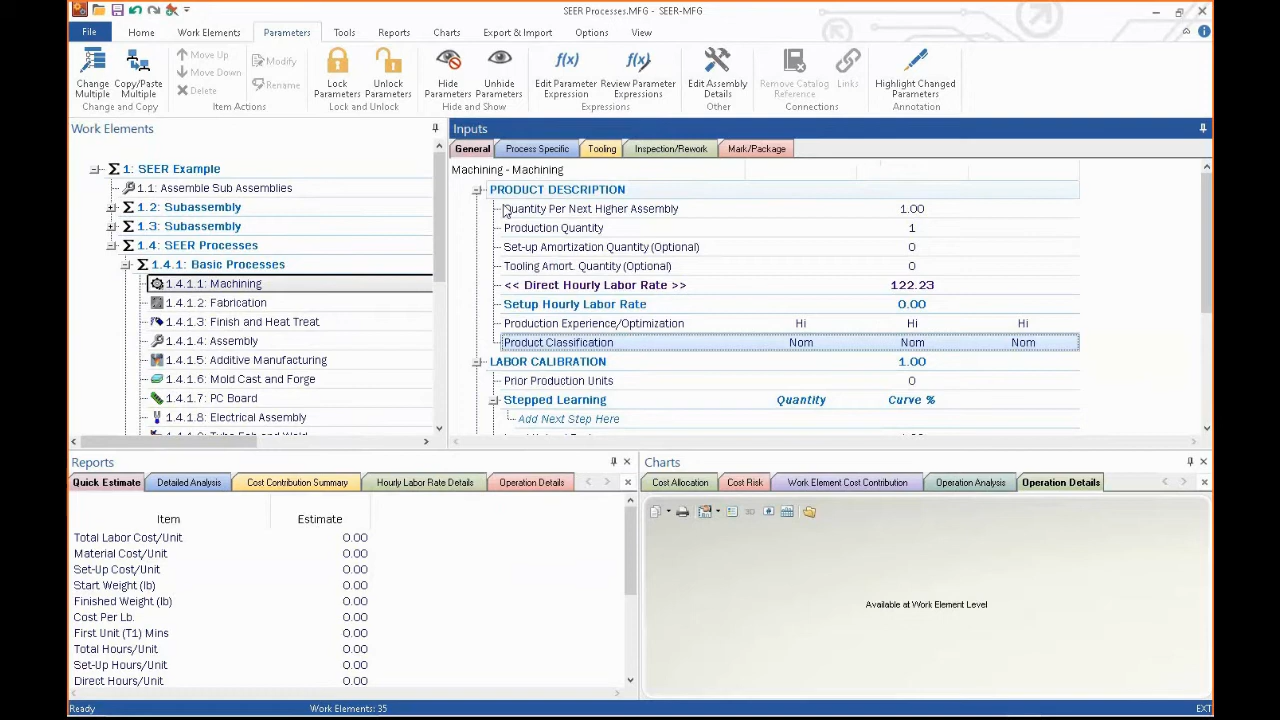 SEER Processes.MFG - SEER-MFG
File Home Work Elements Parameters Tools Reports Charts Export & Import Options View
Change Multiple
Copy/Paste Multiple
Change and Copy
Move Up
Move Down
Delete
Modify
Rename
Item Actions
Lock Parameters
Unlock Parameters
Lock and Unlock
Hide Parameters
Unhide Parameters
Hide and Show
f(x)
Edit Parameter Expression
f(x)
Review Parameter Expressions
Expressions
Edit Assembly Details
Other
Remove Catalog Reference
Links
Connections
Highlight Changed Parameters
Annotation
Work Elements
1: SEER Example
1.1: Assemble Sub Assemblies
1.2: Subassembly
1.3: Subassembly
1.4: SEER Processes
1.4.1: Basic Processes
1.4.1.1: Machining
1.4.1.2: Fabrication
1.4.1.3: Finish and Heat Treat
1.4.1.4: Assembly
1.4.1.5: Additive Manufacturing
1.4.1.6: Mold Cast and Forge
1.4.1.7: PC Board
1.4.1.8: Electrical Assembly
Inputs
General Process Specific Tooling Inspection/Rework Mark/Package
Machining - Machining
PRODUCT DESCRIPTION
Quantity Per Next Higher Assembly 1.00
Production Quantity 1
Set-up Amortization Quantity (Optional) 0
Tooling Amort. Quantity (Optional) 0
<< Direct Hourly Labor Rate >> 122.23
Setup Hourly Labor Rate 0.00
Production Experience/Optimization Hi Hi Hi
Product Classification Nom Nom Nom
LABOR CALIBRATION 1.00
Prior Production Units 0
Stepped Learning Quantity Curve %
Add Next Step Here
Reports
Quick Estimate Detailed Analysis Cost Contribution Summary Hourly Labor Rate Details Operation Details
Item Estimate
Total Labor Cost/Unit 0.00
Material Cost/Unit 0.00
Set-Up Cost/Unit 0.00
Start Weight (lb) 0.00
Finished Weight (lb) 0.00
Cost Per Lb. 0.00
First Unit (T1) Mins 0.00
Total Hours/Unit 0.00
Set-Up Hours/Unit 0.00
Direct Hours/Unit 0.00
Charts
Cost Allocation Cost Risk Work Element Cost Contribution Operation Analysis Operation Details
3D
Available at Work Element Level
Ready Work Elements: 35 EXT